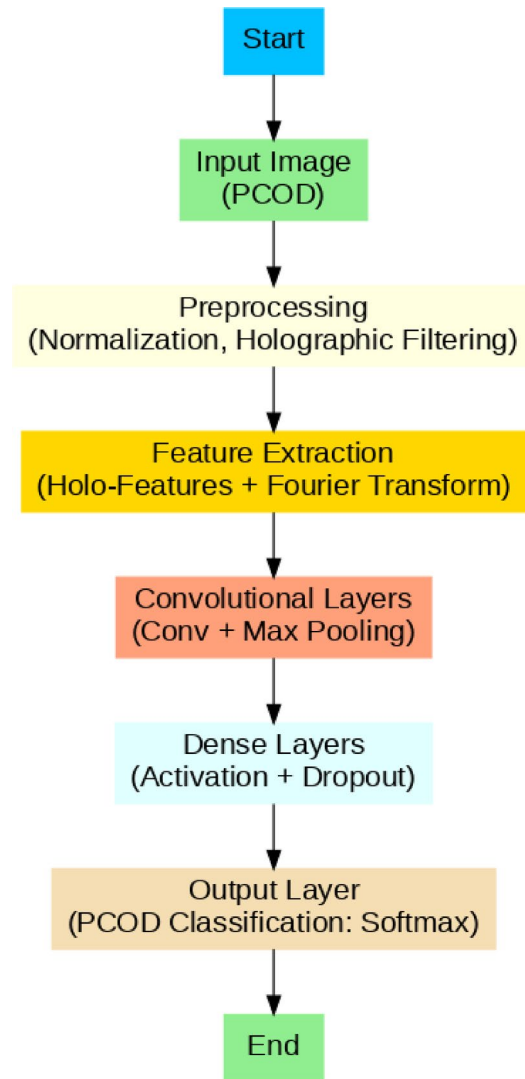 Start
Input Image
(PCOD)
Preprocessing
(Normalization, Holographic Filtering)
Feature Extraction
(Holo-Features + Fourier Transform)
Convolutional Layers
(Conv + Max Pooling)
Dense Layers
(Activation + Dropout)
Output Layer
(PCOD Classification: Softmax)
End